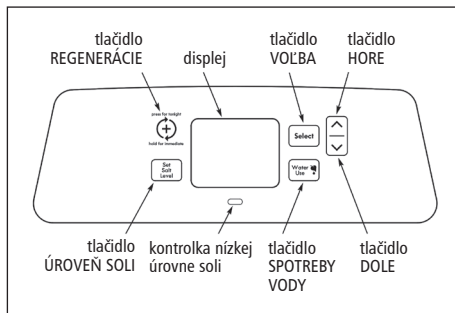 tlačidlo
REGENERÁCIE
displej
tlačidlo
VOĽBA
tlačidlo
HORE
press for tonight
hold for immediate
Select
Set
Salt
Level
Water
Use
tlačidlo
ÚROVEŇ SOLI
kontrolka nízkej
úrovne soli
tlačidlo
SPOTREBY
VODY
tlačidlo
DOLE